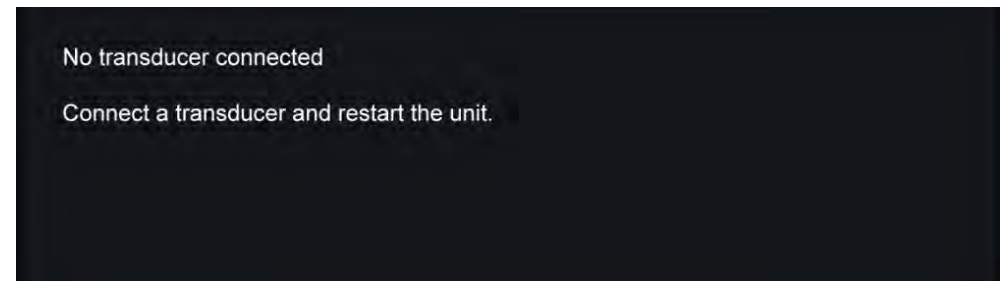 No transducer connected
Connect a transducer and restart the unit.